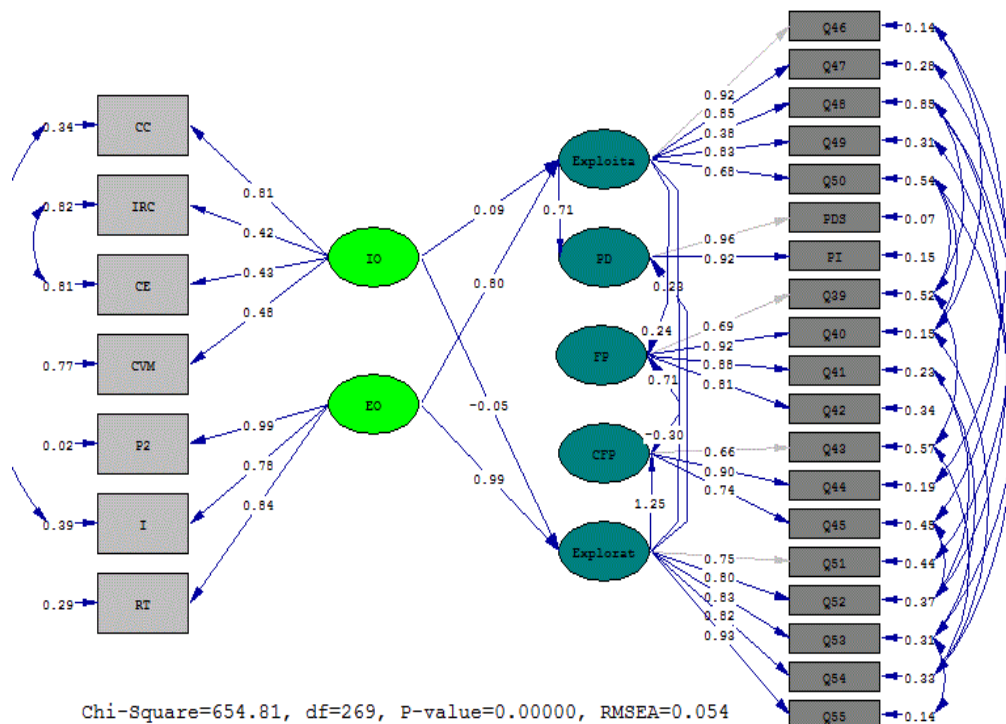 Q46
0.14
Q47
0.28
Q48
0.85
Q49
0.31
Q50
0.54
PDS
0.07
PI
0.15
Q39
0.52
Q40
0.15
Q41
0.23
Q42
0.34
Q43
0.57
Q44
0.19
Q45
0.45
Q51
0.44
Q52
0.37
Q53
0.31
Q54
0.33
Q55
0.14
0.34
CC
0.82
IRC
0.81
CE
0.77
CVM
0.02
P2
0.39
I
0.29
RT
0.81
0.42
0.43
0.48
0.99
0.78
0.84
IO
EO
0.09
0.80
-0.05
0.99
Exploita
0.71
PD
0.23
0.24
FP
0.71
-0.30
CFP
1.25
Explorat
0.92
0.85
0.38
0.83
0.68
0.96
0.92
0.69
0.92
0.88
0.81
0.66
0.90
0.74
0.75
0.80
0.83
0.82
0.93
Chi-Square=654.81, df=269, P-value=0.00000, RMSEA=0.054